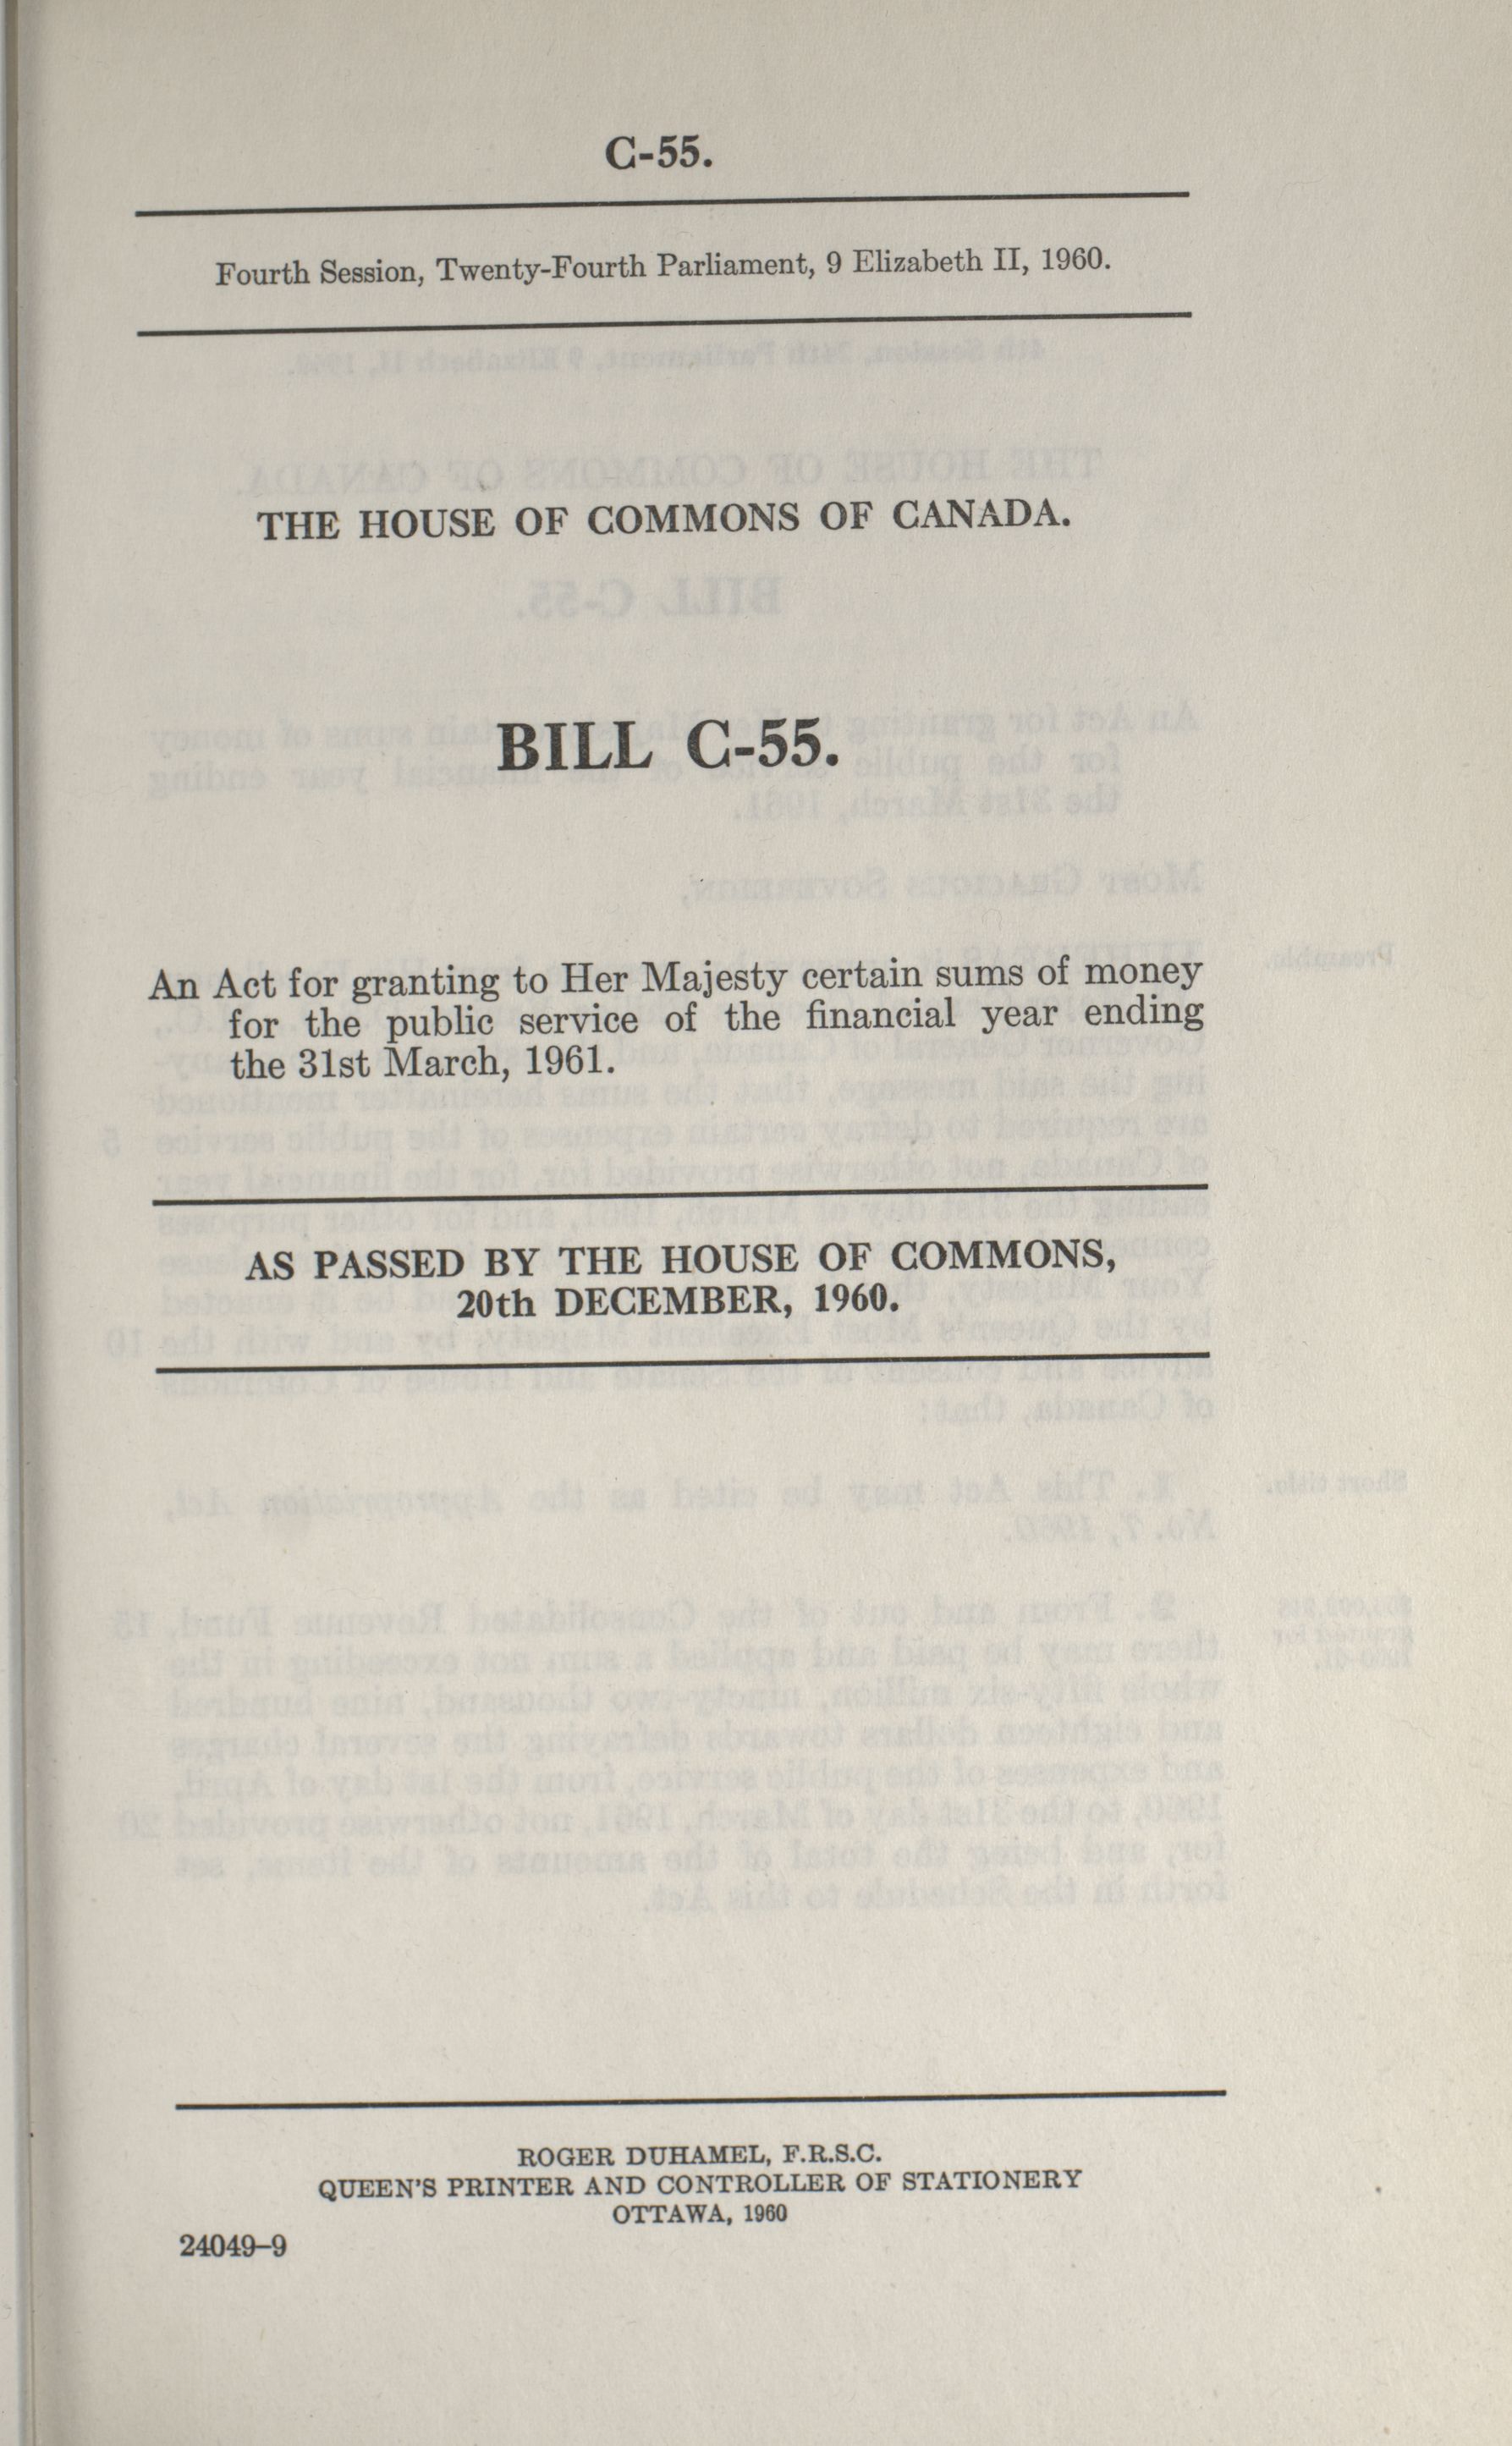 C-55.
Fourth Session, Twenty-Fourth Parliament, 9 Elizabeth II, 1960.
THE HOUSE OF COMMONS OF CANADA.
BILL C-55.
An Act for granting to Her Majesty certain sums of money
for the public service of the financial year ending
the 31st March, 1961.
AS PASSED BY THE HOUSE OF COMMONS,
20th DECEMBER, 1960.
ROGER DUHAMEL, F.R.S.C.
QUEEN'S PRINTER AND CONTROLLER OF STATIONERY
OTTAWA, 1960
24049–9